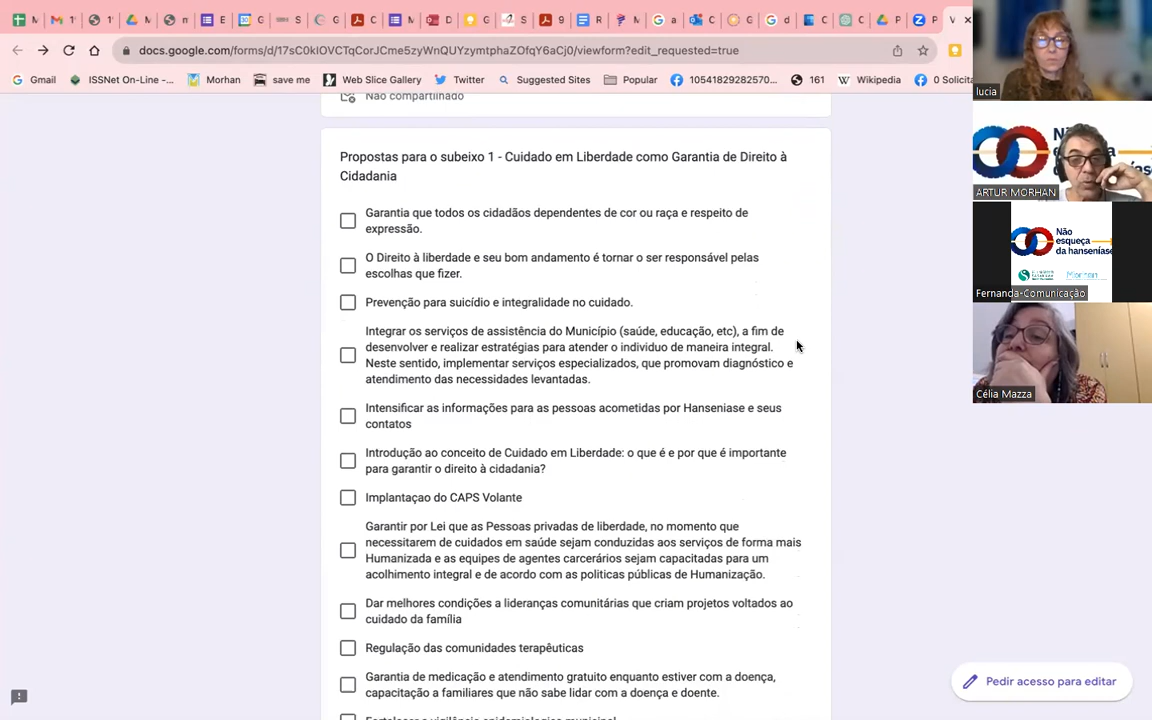 docs.google.com/forms/d/17sC0klOVCTqCorJCme5zyWnQUYzymtphaZOfqY6aCj0/viewform?edit_requested=true
Gmail
ISSNet On-Line -...
Morhan
save me
Web Slice Gallery
Twitter
Suggested Sites
Popular
10541829282570...
161
Wikipedia
0 Solicita
Não compartilhado
Propostas para o subeixo 1 - Cuidado em Liberdade como Garantia de Direito à
Cidadania
Garantia que todos os cidadãos dependentes de cor ou raça e respeito de
expressão.
O Direito à liberdade e seu bom andamento é tornar o ser responsável pelas
escolhas que fizer.
Prevenção para suicídio e integralidade no cuidado.
Integrar os serviços de assistência do Município (saúde, educação, etc), a fim de
desenvolver e realizar estratégias para atender o individuo de maneira integral.
Neste sentido, implementar serviços especializados, que promovam diagnóstico e
atendimento das necessidades levantadas.
Intensificar as informações para as pessoas acometidas por Hanseniase e seus
contatos
Introdução ao conceito de Cuidado em Liberdade: o que é e por que é importante
para garantir o direito à cidadania?
Implantaçao do CAPS Volante
Garantir por Lei que as Pessoas privadas de liberdade, no momento que
necessitarem de cuidados em saúde sejam conduzidas aos serviços de forma mais
Humanizada e as equipes de agentes carcerários sejam capacitadas para um
acolhimento integral e de acordo com as politicas públicas de Humanização.
Dar melhores condições a lideranças comunitárias que criam projetos voltados ao
cuidado da família
Regulação das comunidades terapêuticas
Garantia de medicação e atendimento gratuito enquanto estiver com a doença,
capacitação a familiares que não sabe lidar com a doença e doente.
Fortalecer a vigilância epidemiologica municipal
Pedir acesso para editar
lucia
ARTUR MORHAN
Não
esqueça
da hanseníase
Morhan
Fernanda-Comunicação
Célia Mazza